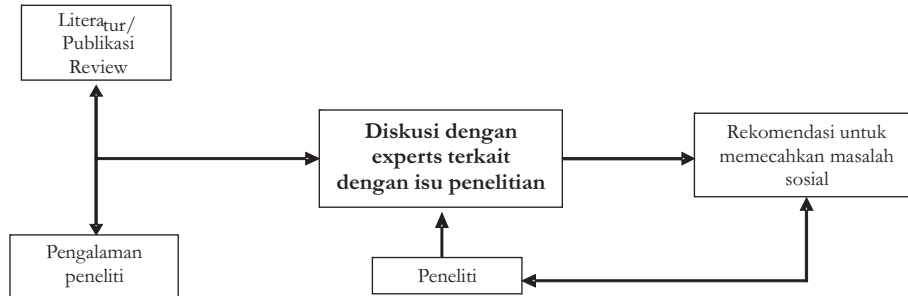 Literatur/
Publikasi
Review
Diskusi dengan
experts terkait
dengan isu penelitian
Rekomendasi untuk
memecahkan masalah
sosial
Pengalaman
peneliti
Peneliti